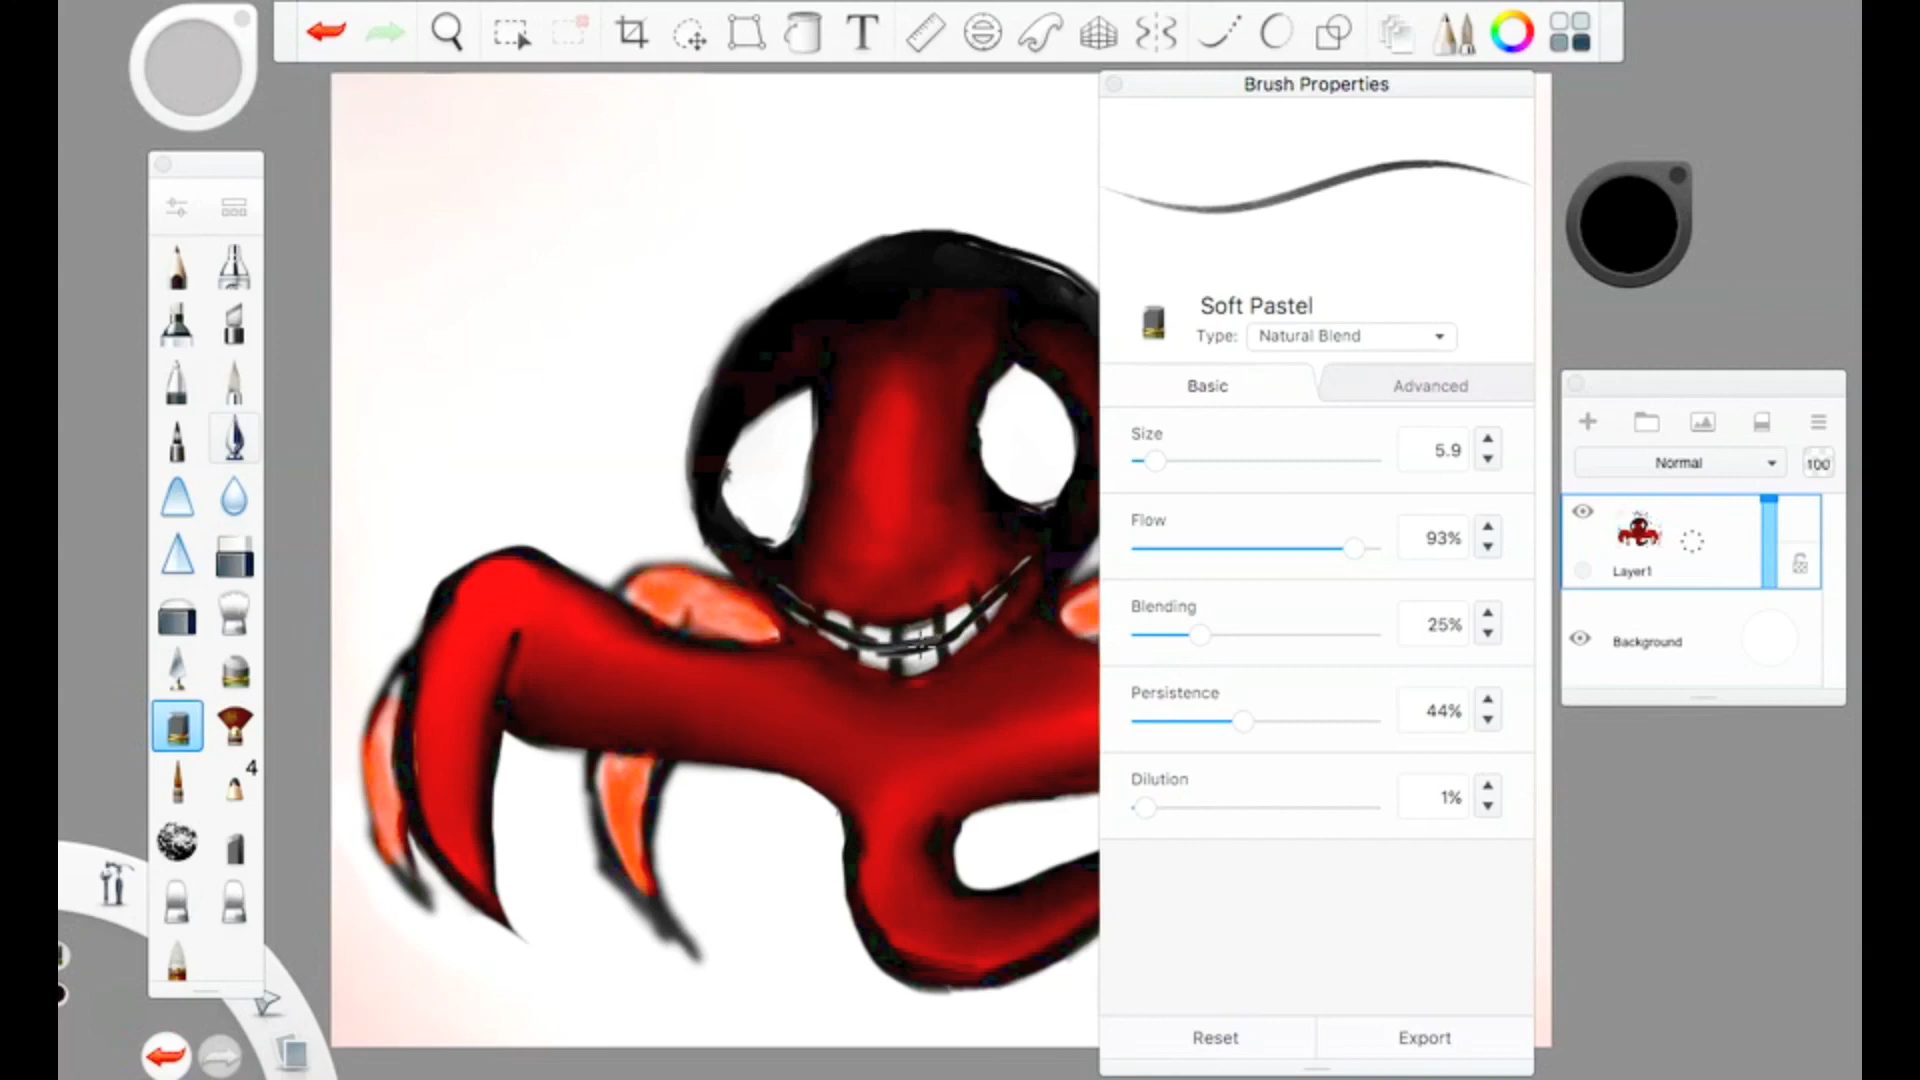 T
Brush Properties
Soft Pastel
Type: Natural Blend
Basic Advanced
Size
5.9
Flow
93%
Blending
25%
Persistence
44%
Dilution
1%
Reset Export
Normal 100
Layer1
Background
4